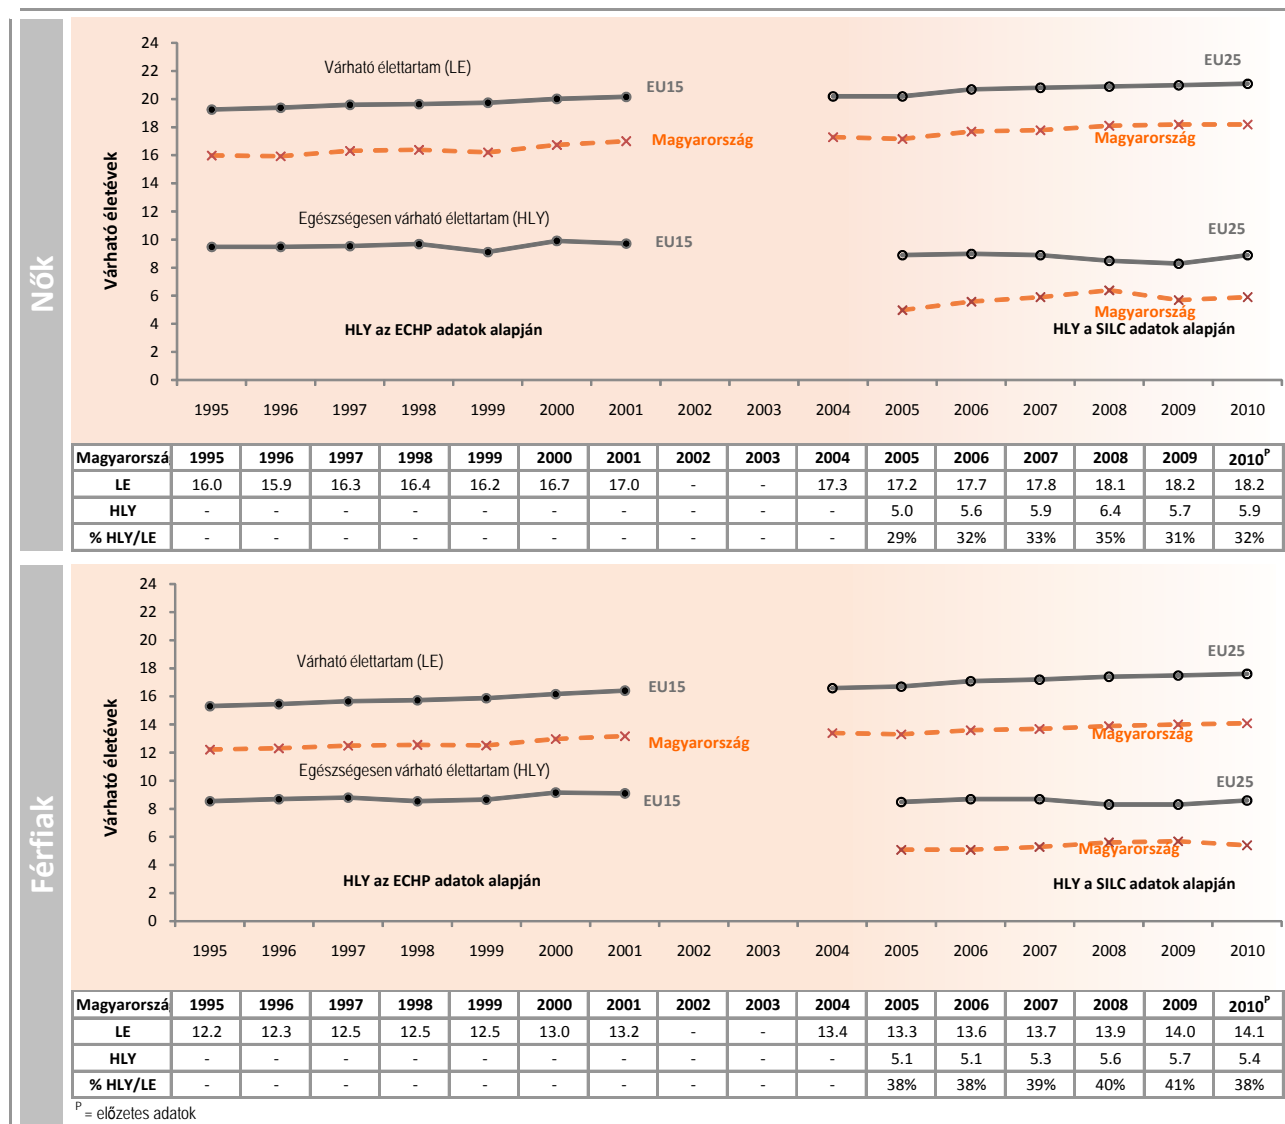 Nők
Várható életévek
24
22
20
18
16
14
12
10
8
6
4
2
0
Várható élettartam (LE)
EU15
EU25
Magyarország
Magyarország
Egészségesen várható élettartam (HLY)
EU15
EU25
Magyarország
HLY az ECHP adatok alapján
HLY a SILC adatok alapján
1995 1996 1997 1998 1999 2000 2001 2002 2003 2004 2005 2006 2007 2008 2009 2010
Magyarorszá 1995 1996 1997 1998 1999 2000 2001 2002 2003 2004 2005 2006 2007 2008 2009 2010P
LE 16.0 15.9 16.3 16.4 16.2 16.7 17.0 - - 17.3 17.2 17.7 17.8 18.1 18.2 18.2
HLY - - - - - - - - - - 5.0 5.6 5.9 6.4 5.7 5.9
% HLY/LE - - - - - - - - - - 29% 32% 33% 35% 31% 32%
Férfiak
Várható életévek
24
22
20
18
16
14
12
10
8
6
4
2
0
Várható élettartam (LE)
EU15
EU25
Magyarország
Magyarország
Egészségesen várható élettartam (HLY)
EU15
EU25
Magyarország
HLY az ECHP adatok alapján
HLY a SILC adatok alapján
1995 1996 1997 1998 1999 2000 2001 2002 2003 2004 2005 2006 2007 2008 2009 2010
Magyarorszá 1995 1996 1997 1998 1999 2000 2001 2002 2003 2004 2005 2006 2007 2008 2009 2010P
LE 12.2 12.3 12.5 12.5 12.5 13.0 13.2 - - 13.4 13.3 13.6 13.7 13.9 14.0 14.1
HLY - - - - - - - - - - 5.1 5.1 5.3 5.6 5.7 5.4
% HLY/LE - - - - - - - - - - 38% 38% 39% 40% 41% 38%
P = előzetes adatok